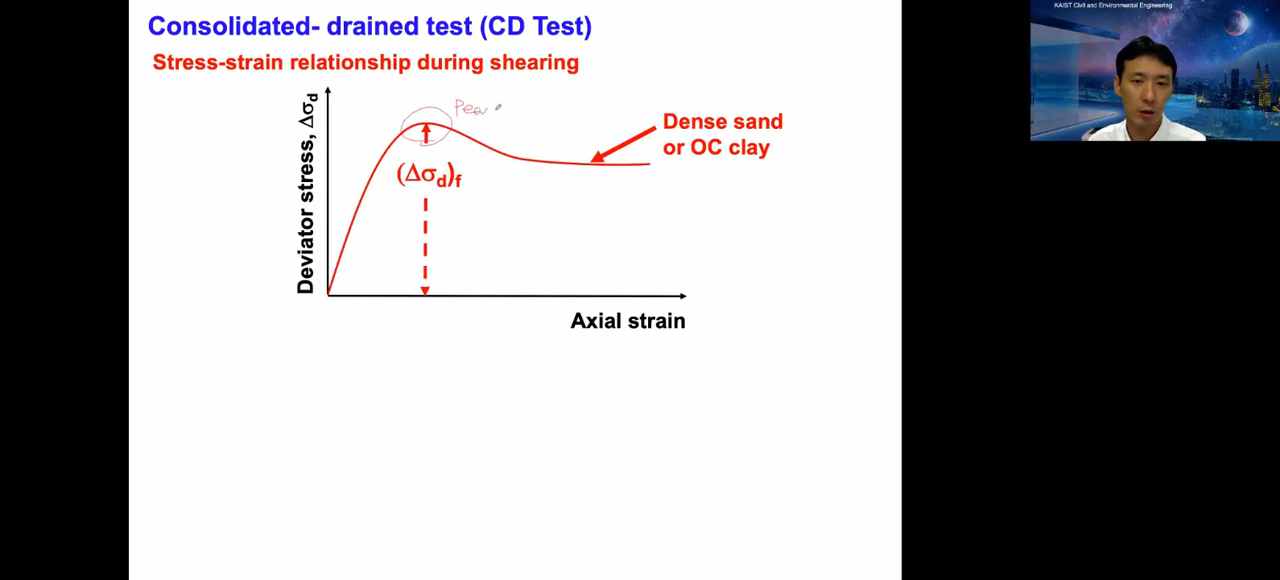 KAIST Civil and Environmental Engineering
Consolidated- drained test (CD Test)
Stress-strain relationship during shearing
Deviator stress, Δσd
Pea
Dense sand
or OC clay
(Δσd)f
Axial strain